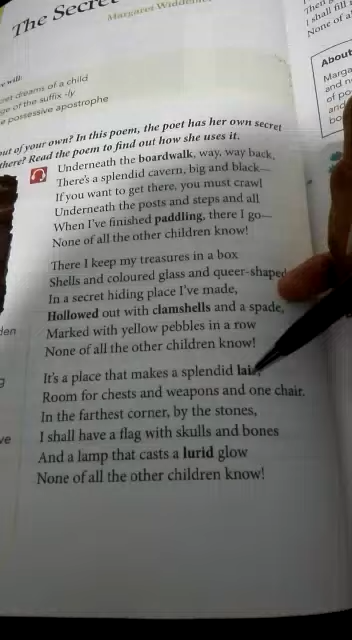 The Secret
Margaret Widdem
we will:
dreams of a child
ge of the suffix -ly
e possessive apostrophe
out of your own? In this poem, the poet has her own secret
there? Read the poem to find out how she uses it.
Underneath the boardwalk, way, way back,
There's a splendid cavern, big and black—
If you want to get there, you must crawl
Underneath the posts and steps and all
When I've finished paddling, there I go—
None of all the other children know!
There I keep my treasures in a box
Shells and coloured glass and queer-shaped
In a secret hiding place I've made,
Hollowed out with clamshells and a spade,
Marked with yellow pebbles in a row
None of all the other children know!
It's a place that makes a splendid lair,
Room for chests and weapons and one chair.
In the farthest corner, by the stones,
I shall have a flag with skulls and bones
And a lamp that casts a lurid glow
None of all the other children know!
I shall fill
None of a
About
Marga
and n
of po
and
bo
den
g
ve